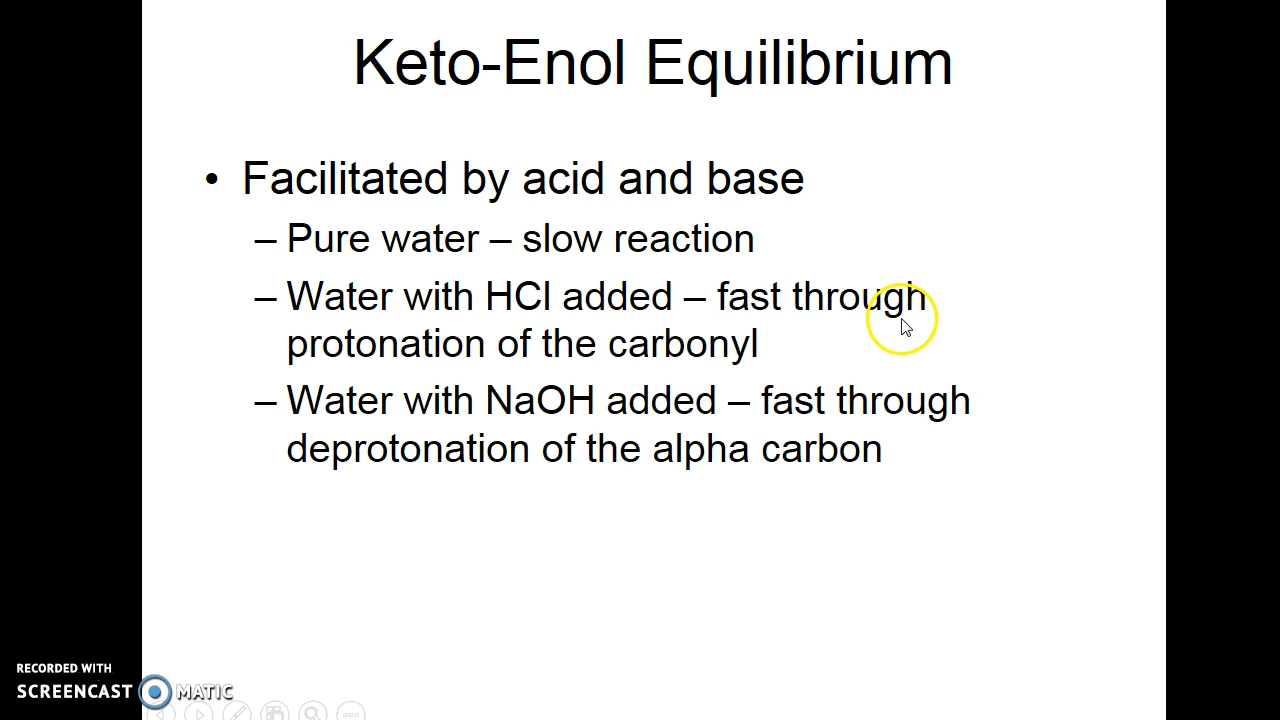 Keto-Enol Equilibrium
• Facilitated by acid and base
– Pure water – slow reaction
– Water with HCl added – fast through
protonation of the carbonyl
– Water with NaOH added – fast through
deprotonation of the alpha carbon
RECORDED WITH
SCREENCAST MATIC